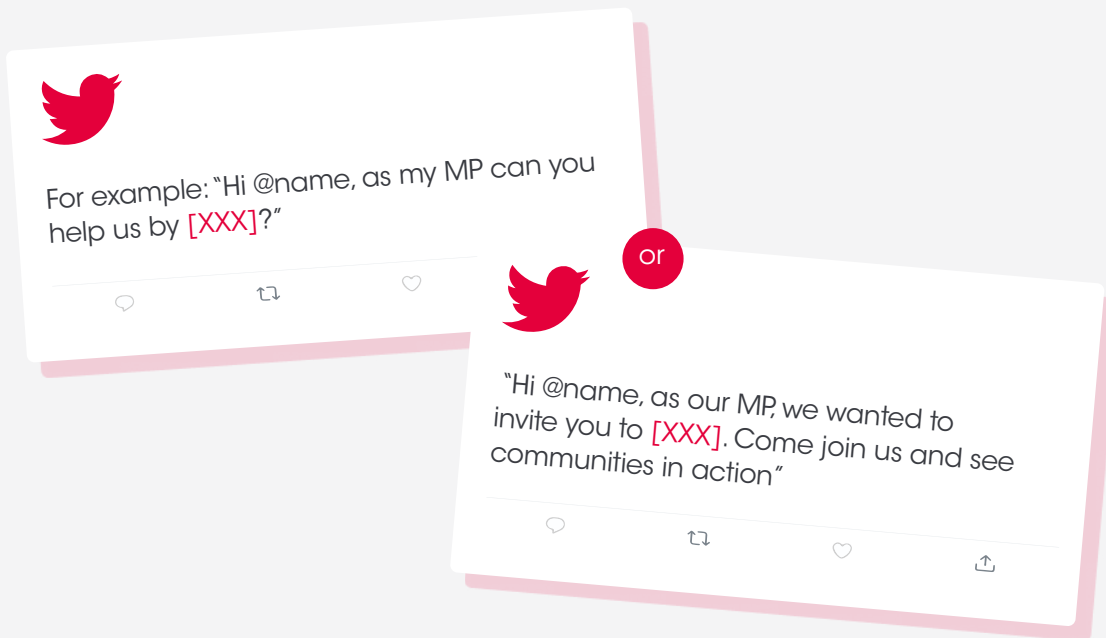 For example: “Hi @name, as my MP can you
help us by [XXX]?”
or
“Hi @name, as our MP, we wanted to
invite you to [XXX]. Come join us and see
communities in action”